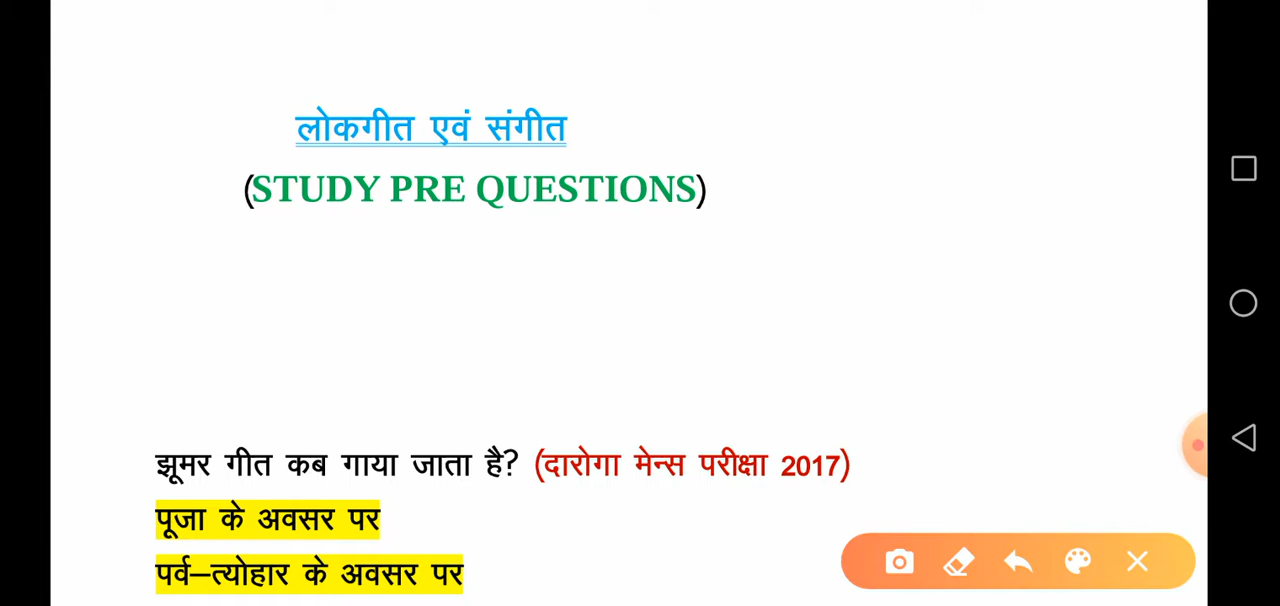 लोकगीत एवं संगीत
(STUDY PRE QUESTIONS)
झूमर गीत कब गाया जाता है? (दारोगा मेन्स परीक्षा 2017)
पूजा के अवसर पर
पर्व–त्योहार के अवसर पर